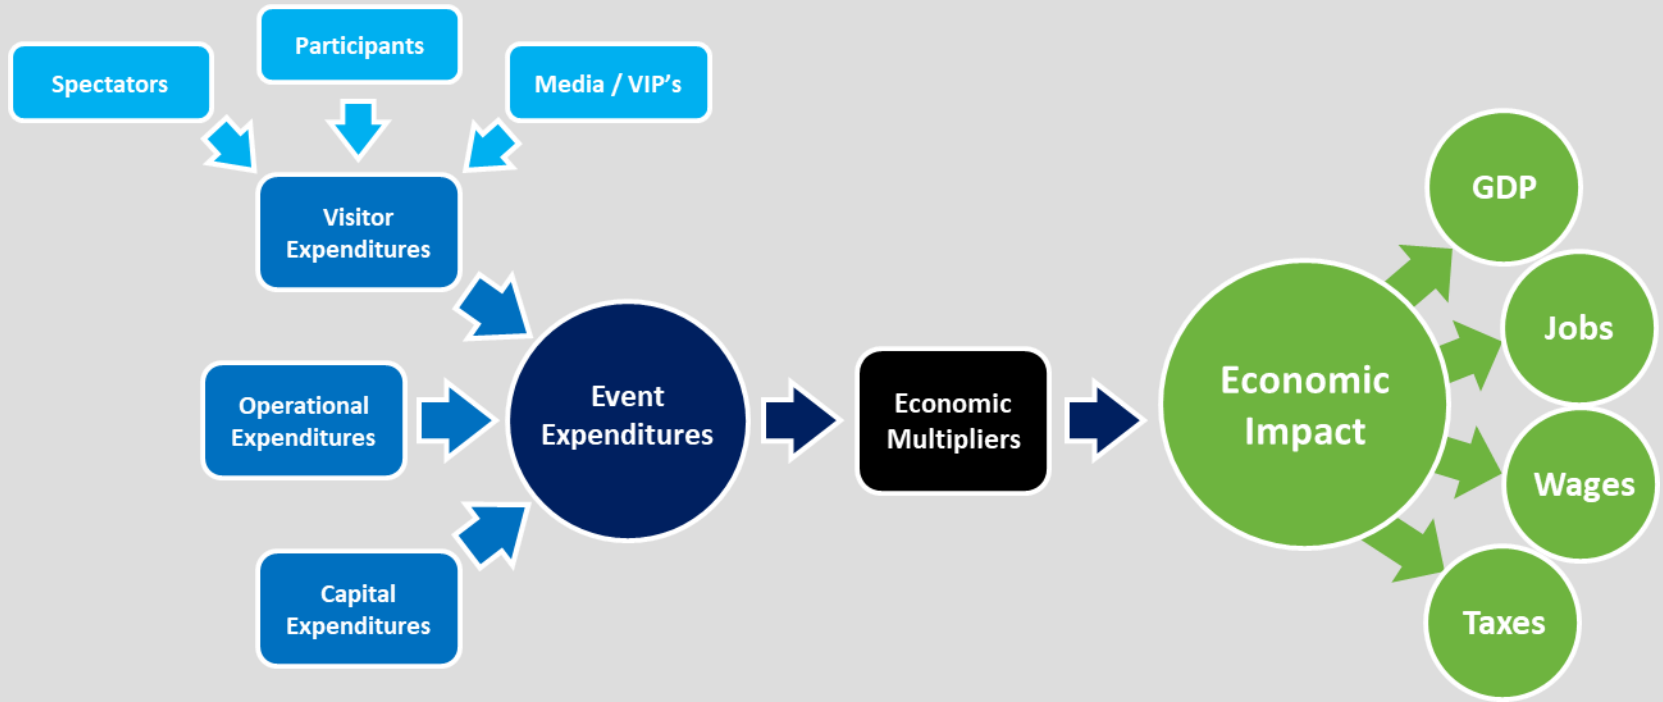 Participants
Spectators
Media / VIP's
Visitor
Expenditures
Operational
Expenditures
Capital
Expenditures
Event
Expenditures
Economic
Multipliers
Economic
Impact
GDP
Jobs
Wages
Taxes